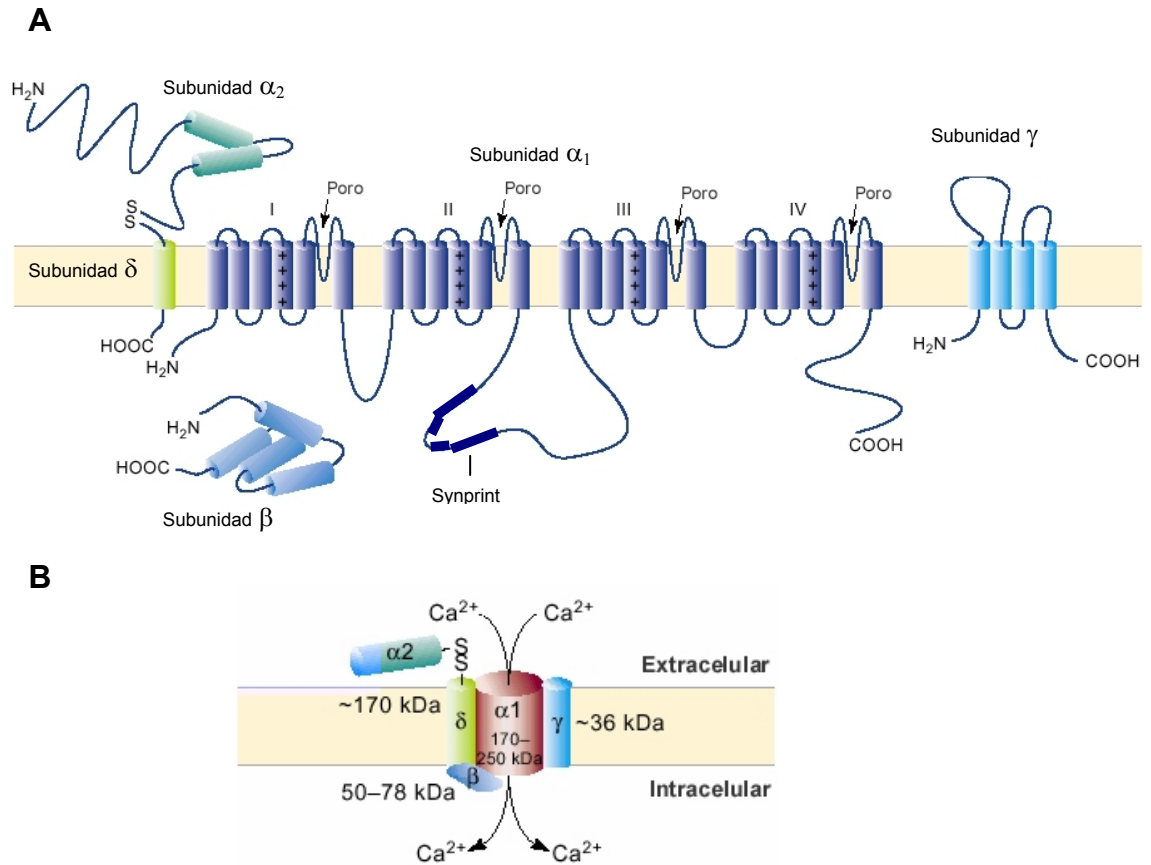 A
H₂N
Subunidad α₂
Subunidad α₁
Subunidad γ
S
S
I
Poro
II
Poro
III
Poro
IV
Poro
Subunidad δ
+ + + +
+ + + +
+ + + +
+ + + +
HOOC
H₂N
H₂N
COOH
H₂N
HOOC
Subunidad β
Synprint
COOH
B
Ca²⁺
Ca²⁺
α2
S
S
Extracelular
~170 kDa
δ
α1
170–
250 kDa
γ
~36 kDa
β
50–78 kDa
Intracelular
Ca²⁺
Ca²⁺